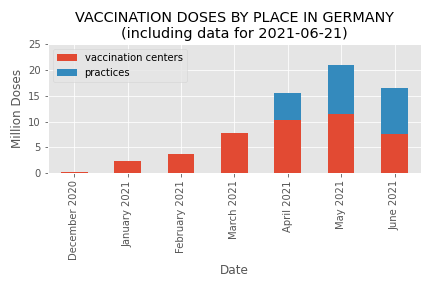 VACCINATION DOSES BY PLACE IN GERMANY
(including data for 2021-06-21)
Million Doses
25
20
15
10
5
0
vaccination centers
practices
December 2020
January 2021
February 2021
March 2021
April 2021
May 2021
June 2021
Date